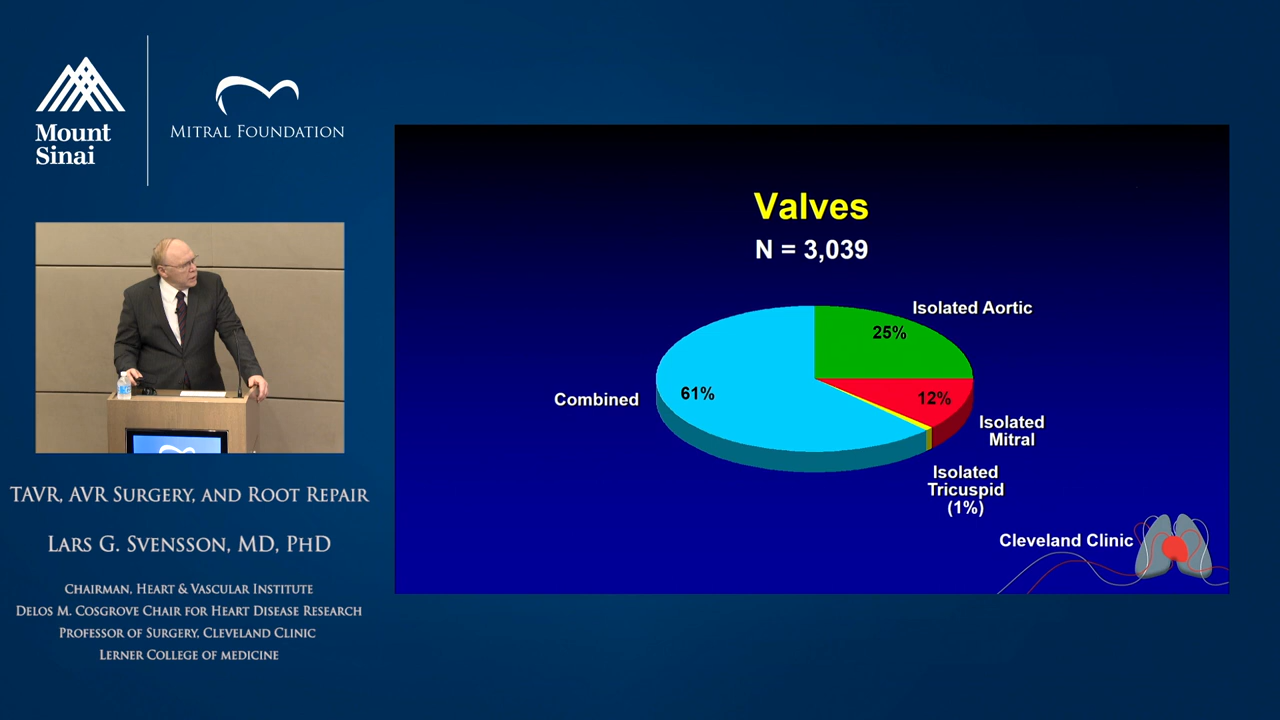 Mount
Sinai
MITRAL FOUNDATION
TAVR, AVR SURGERY, AND ROOT REPAIR
LARS G. SVENSSON, MD, PHD
CHAIRMAN, HEART & VASCULAR INSTITUTE
DELOS M. COSGROVE CHAIR FOR HEART DISEASE RESEARCH
PROFESSOR OF SURGERY, CLEVELAND CLINIC
LERNER COLLEGE OF MEDICINE
Valves
N = 3,039
Isolated Aortic
25%
Combined
61%
12%
Isolated
Mitral
Isolated
Tricuspid
(1%)
Cleveland Clinic